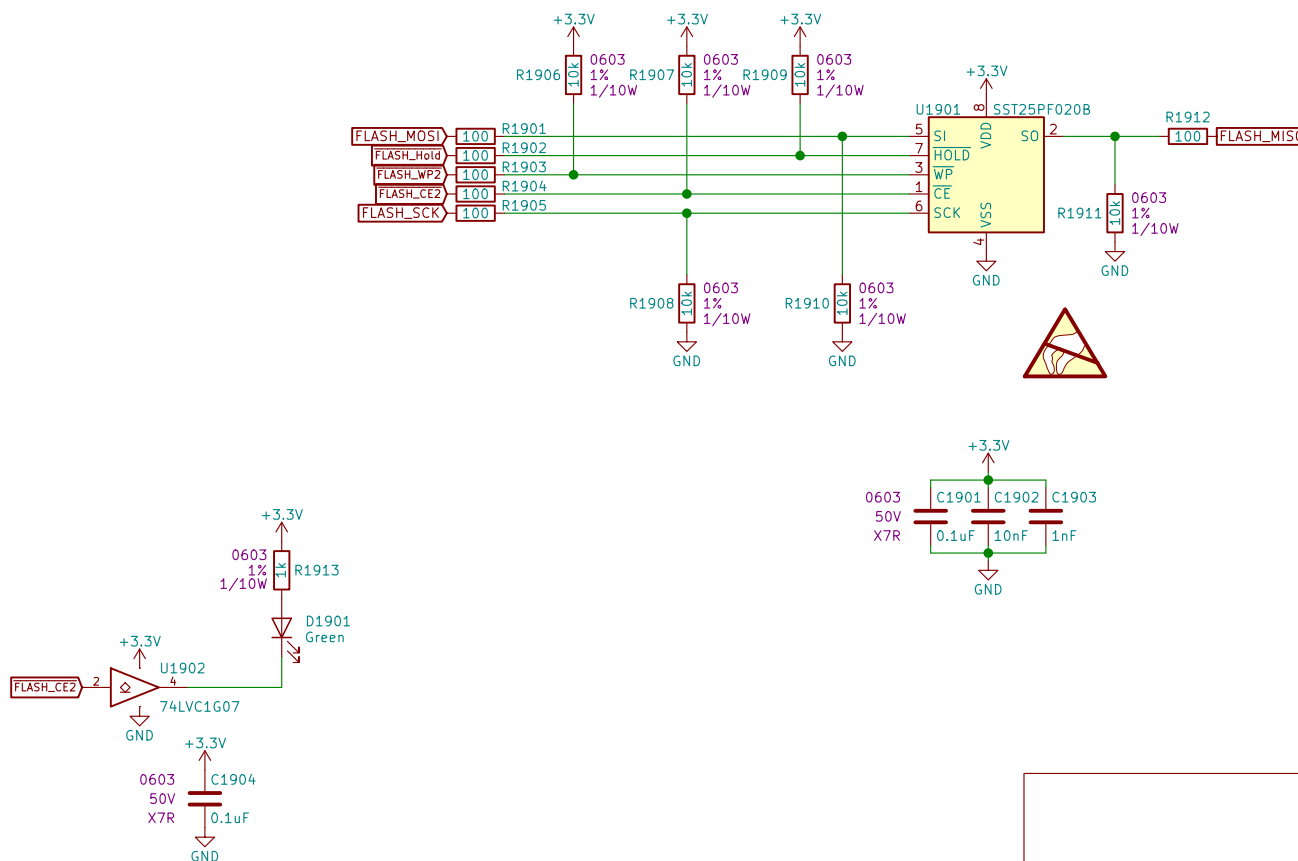 +3.3V +3.3V +3.3V
R1906 10k 0603 1% 1/10W
R1907 10k 0603 1% 1/10W
R1909 10k 0603 1% 1/10W
+3.3V
U1901 SST25PF020B
8 VDD
FLASH_MOSI 100 R1901 5 SI
FLASH_Hold 100 R1902 7 HOLD
FLASH_WP2 100 R1903 3 WP
FLASH_CE2 100 R1904 1 CE
FLASH_SCK 100 R1905 6 SCK
SO 2
R1912
100 FLASH_MISO
VSS 4
GND
R1911 10k 0603 1% 1/10W
GND
R1908 10k 0603 1% 1/10W
GND
R1910 10k 0603 1% 1/10W
GND
+3.3V
0603
50V
X7R
C1901 C1902 C1903
0.1uF 10nF 1nF
GND
+3.3V
0603
1%
1/10W
1k R1913
D1901
Green
+3.3V
U1902
FLASH_CE2 2 4
74LVC1G07
GND
+3.3V
0603
50V
X7R
C1904
0.1uF
GND